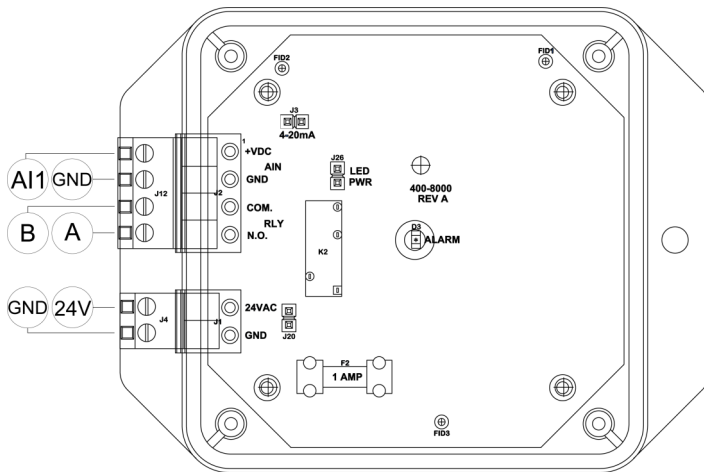 FID2
FID1
J3
4-20mA
1
+VDC
AIN
GND
COM.
RLY
N.O.
J12
J2
AI1
GND
B
A
J26
LED
PWR
400-8000
REV A
D3
ALARM
K2
GND
24V
J4
J1
24VAC
GND
J20
F2
1 AMP
FID3